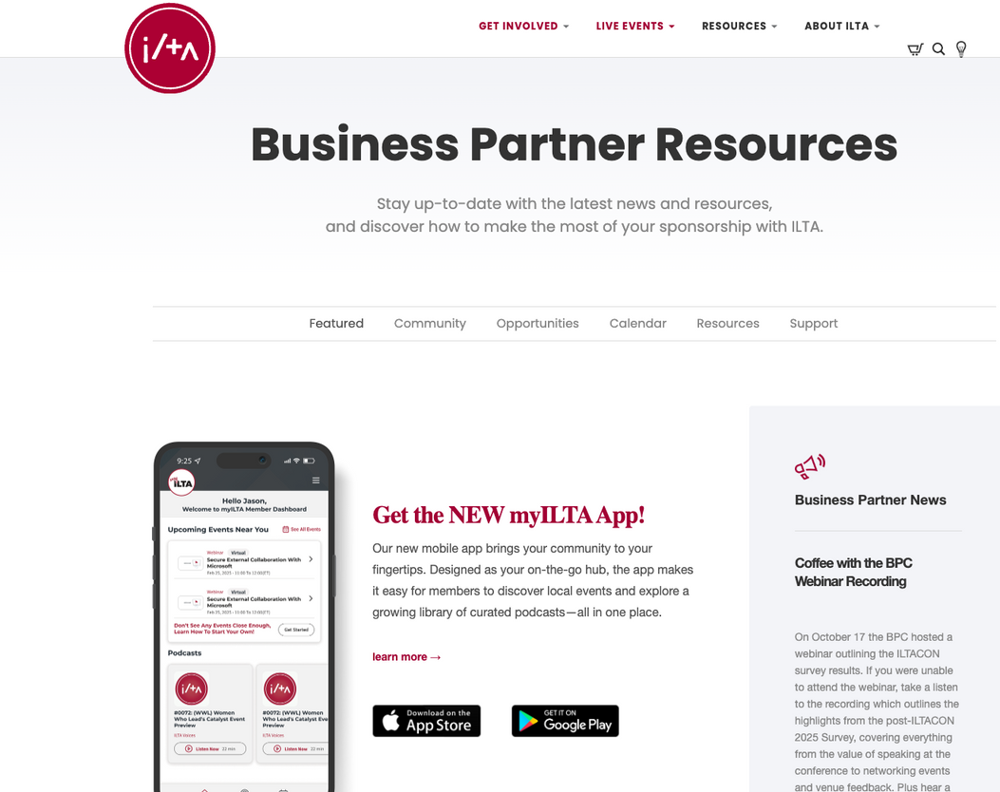 ilta
GET INVOLVED
LIVE EVENTS
RESOURCES
ABOUT ILTA
Business Partner Resources
Stay up-to-date with the latest news and resources,
and discover how to make the most of your sponsorship with ILTA.
Featured
Community
Opportunities
Calendar
Resources
Support
9:25
my ILTA
Hello Jason,
Welcome to myILTA Member Dashboard
Upcoming Events Near You
See All Events
Webinar Virtual
Secure External Collaboration With
Microsoft
Feb 25, 2025 - 11:00 To 12:00(ET)
Webinar Virtual
Secure External Collaboration With
Microsoft
Feb 25, 2025 - 11:00 To 12:00(ET)
Don't See Any Events Close Enough,
Learn How To Start Your Own!
Get Started
Podcasts
ilta
#0072: (WWL) Women
Who Lead's Catalyst Event
Preview
ILTA Voices
Listen Now 22 min
ilta
#0072: (WWL) Women
Who Lead's Catalyst Even
Preview
ILTA Voices
Listen Now 22 min
Get the NEW myILTA App!
Our new mobile app brings your community to your
fingertips. Designed as your on-the-go hub, the app makes
it easy for members to discover local events and explore a
growing library of curated podcasts—all in one place.
learn more →
Download on the
App Store
GET IT ON
Google Play
Business Partner News
Coffee with the BPC
Webinar Recording
On October 17 the BPC hosted a
webinar outlining the ILTACON
survey results. If you were unable
to attend the webinar, take a listen
to the recording which outlines the
highlights from the post-ILTACON
2025 Survey, covering everything
from the value of speaking at the
conference to networking events
and venue feedback. Plus hear a